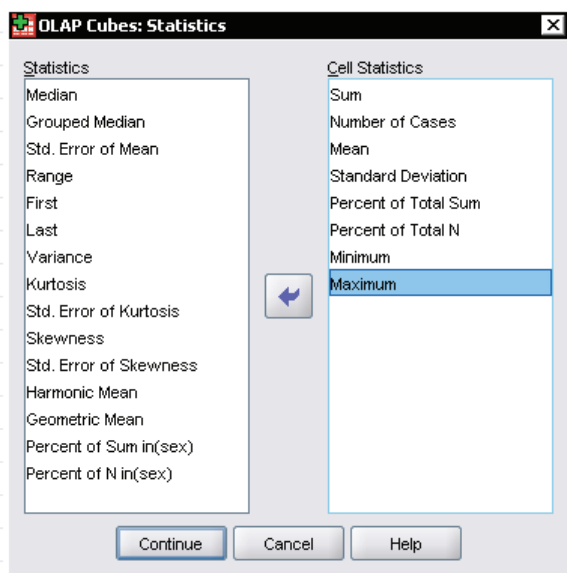 OLAP Cubes: Statistics
Statistics
Median
Grouped Median
Std. Error of Mean
Range
First
Last
Variance
Kurtosis
Std. Error of Kurtosis
Skewness
Std. Error of Skewness
Harmonic Mean
Geometric Mean
Percent of Sum in(sex)
Percent of N in(sex)
Cell Statistics
Sum
Number of Cases
Mean
Standard Deviation
Percent of Total Sum
Percent of Total N
Minimum
Maximum
Continue
Cancel
Help